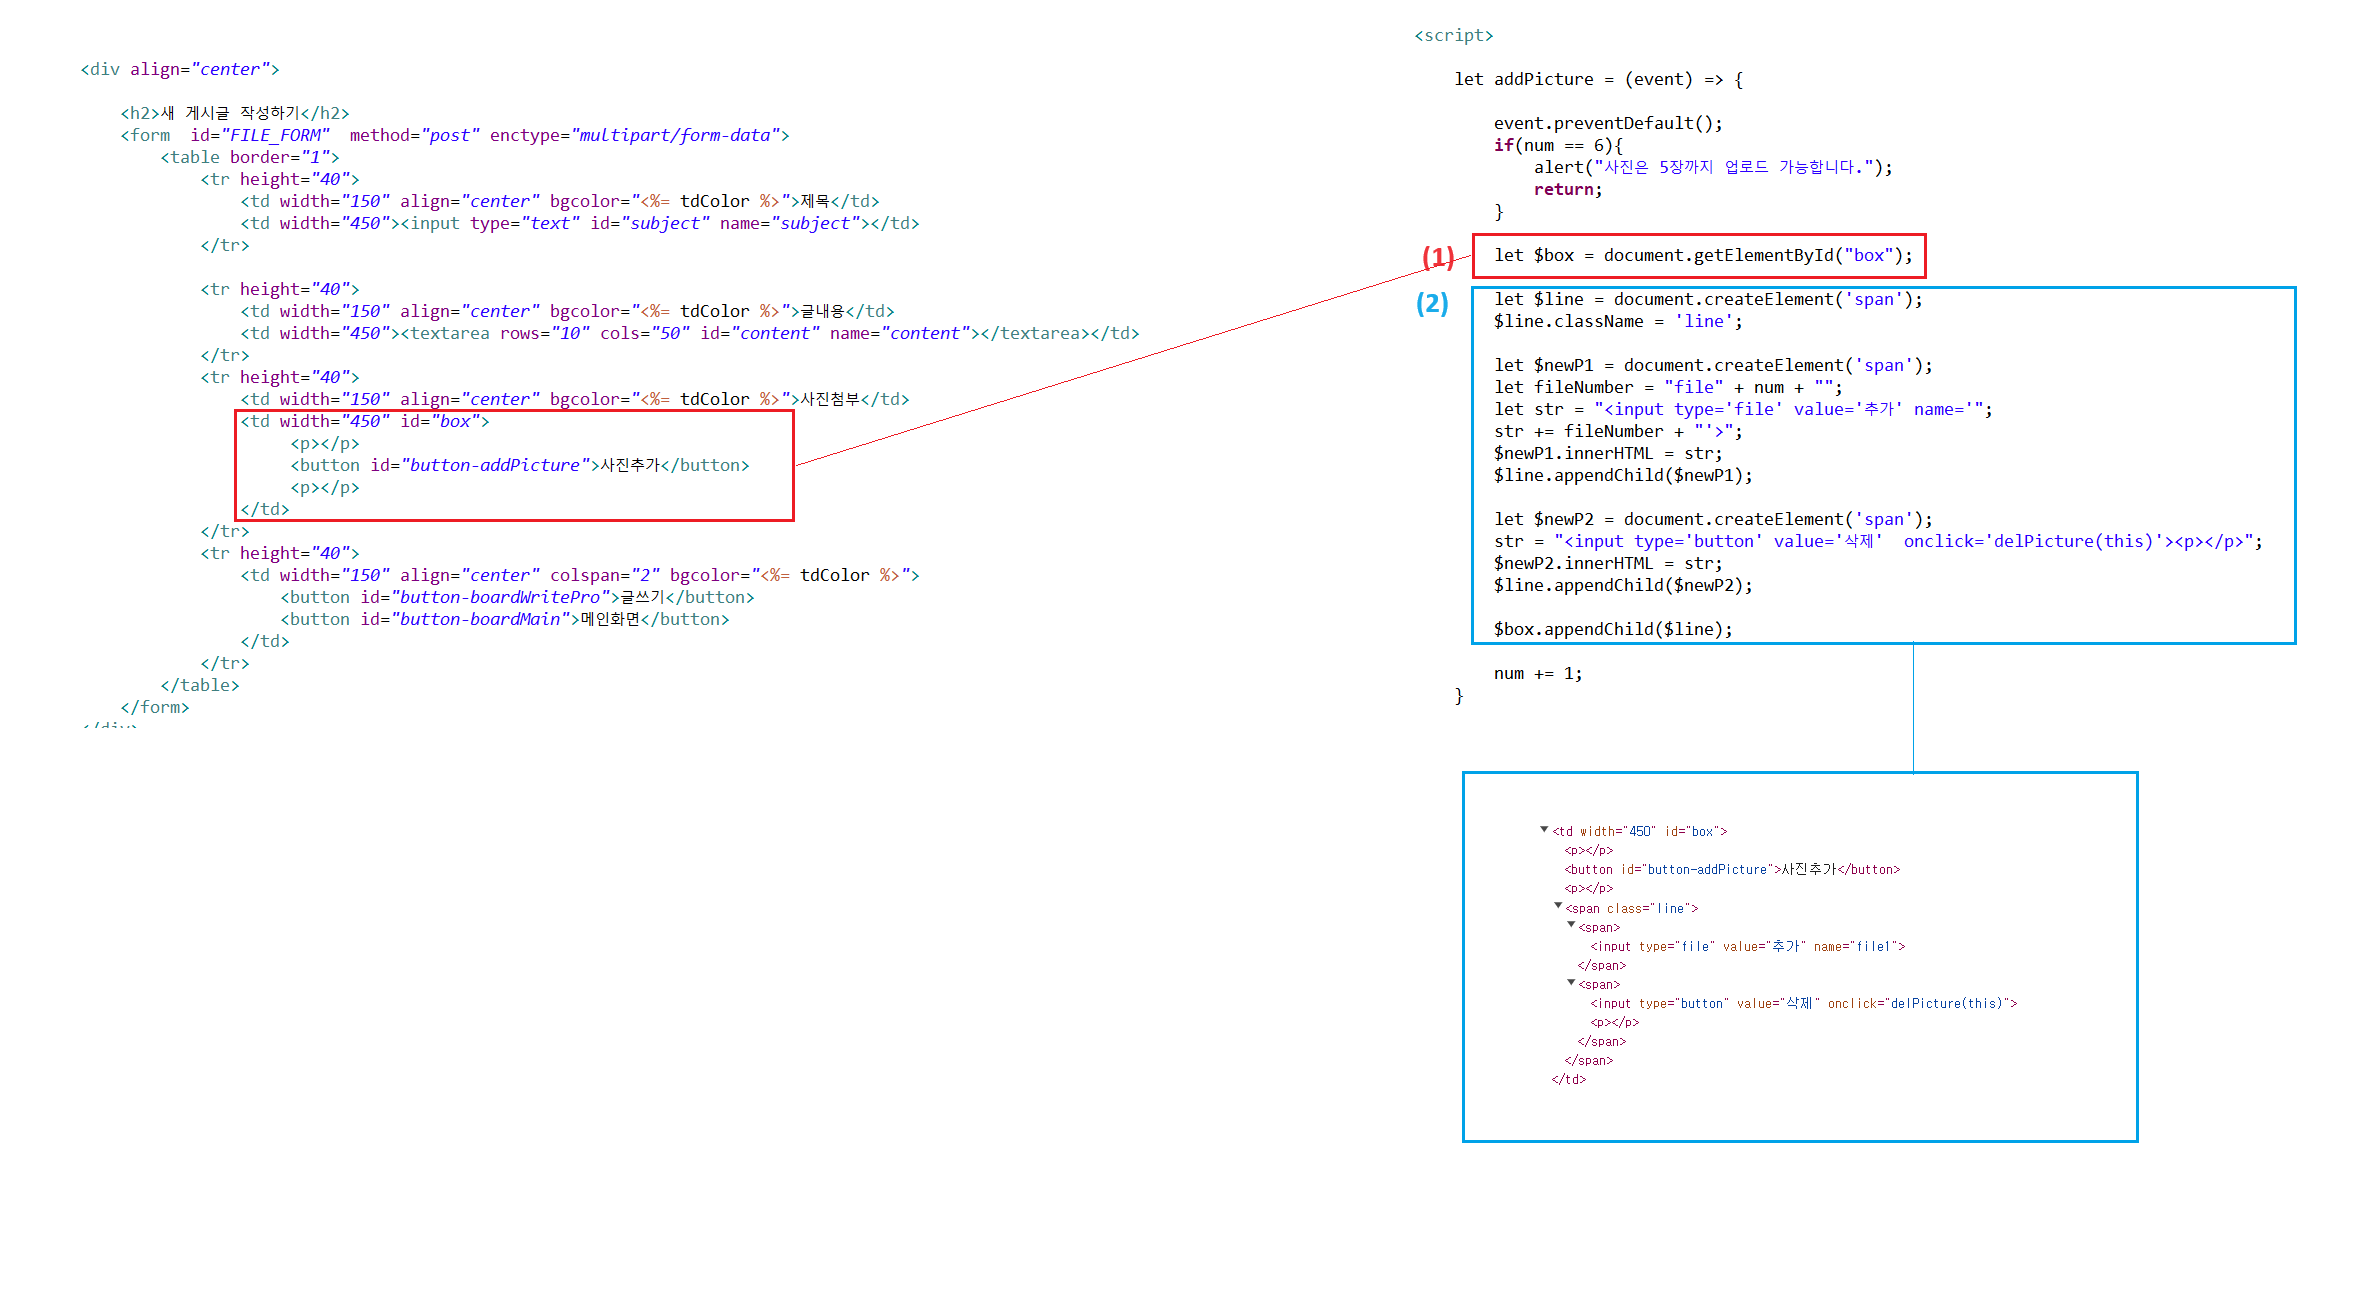 <div align="center">
<h2>새 게시글 작성하기</h2>
<form  id="FILE_FORM"  method="post" enctype="multipart/form-data">
<table border="1">
<tr height="40">
<td width="150" align="center" bgcolor="<%= tdColor %>">제목</td>
<td width="450"><input type="text" id="subject" name="subject"></td>
</tr>
<tr height="40">
<td width="150" align="center" bgcolor="<%= tdColor %>">글내용</td>
<td width="450"><textarea rows="10" cols="50" id="content" name="content"></textarea></td>
</tr>
<tr height="40">
<td width="150" align="center" bgcolor="<%= tdColor %>">사진첨부</td>
<td width="450" id="box">
<p></p>
<button id="button-addPicture">사진추가</button>
<p></p>
</td>
</tr>
<tr height="40">
<td width="150" align="center" colspan="2" bgcolor="<%= tdColor %>">
<button id="button-boardWritePro">글쓰기</button>
<button id="button-boardMain">메인화면</button>
</td>
</tr>
</table>
</form>
</div>
<script>
let addPicture = (event) => {
event.preventDefault();
if(num == 6){
alert("사진은 5장까지 업로드 가능합니다.");
return;
}
(1)
let $box = document.getElementById("box");
(2)
let $line = document.createElement('span');
$line.className = 'line';
let $newP1 = document.createElement('span');
let fileNumber = "file" + num + "";
let str = "<input type='file' value='추가' name='";
str += fileNumber + "'>";
$newP1.innerHTML = str;
$line.appendChild($newP1);
let $newP2 = document.createElement('span');
str = "<input type='button' value='삭제'  onclick='delPicture(this)'><p></p>";
$newP2.innerHTML = str;
$line.appendChild($newP2);
$box.appendChild($line);
num += 1;
}
<td width="450" id="box">
<p></p>
<button id="button-addPicture">사진추가</button>
<p></p>
<span class="line">
<span>
<input type="file" value="추가" name="file1">
</span>
<span>
<input type="button" value="삭제" onclick="delPicture(this)">
<p></p>
</span>
</span>
</td>